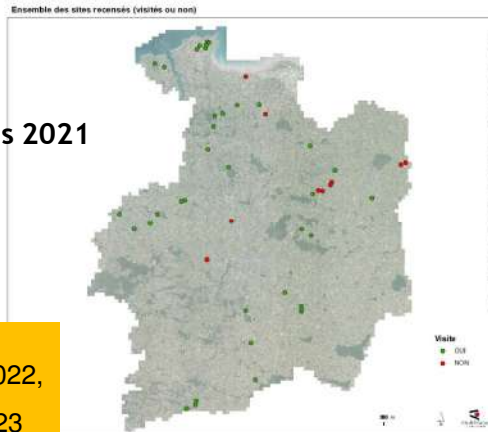 Ensemble des sites recensés (visités ou non)
s 2021
022,
23
Visite
OUI
NON